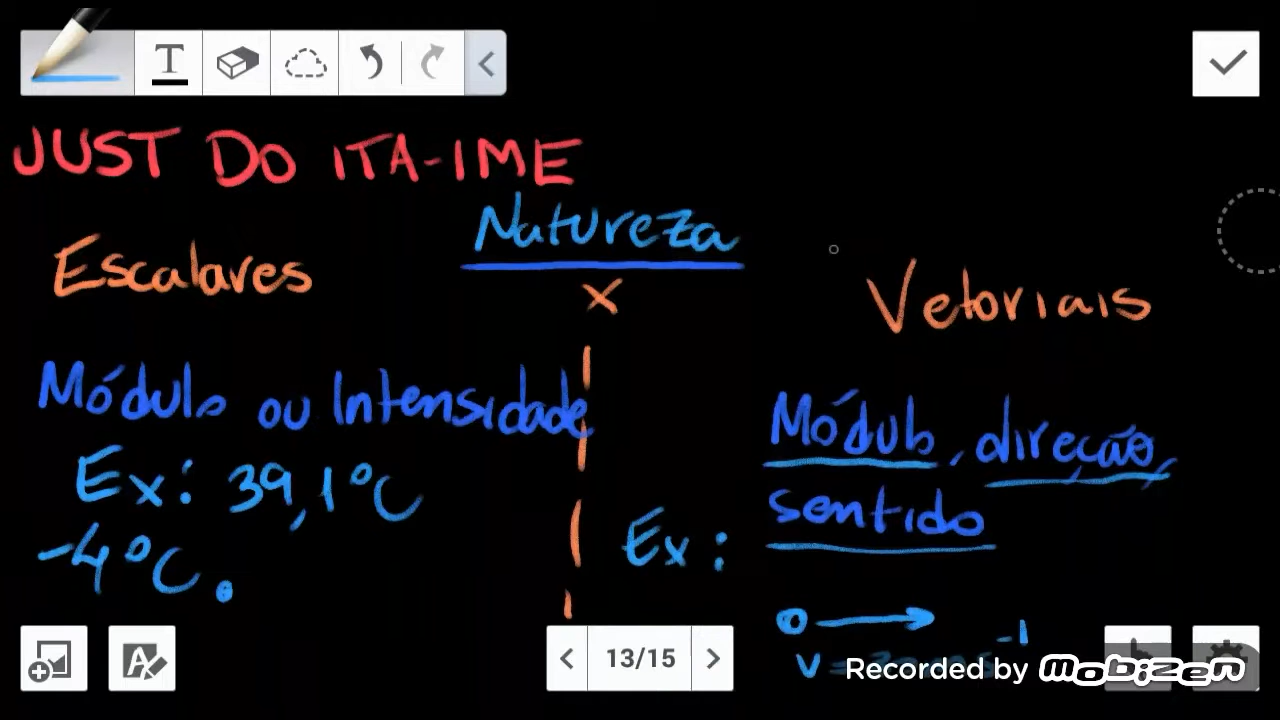 T
JUST DO ITA-IME
Natureza
Escalares
x
Vetoriais
Módulo ou Intensidade
Módulo, direção,
sentido
Ex: 39,1°C
-4°C.
Ex:
13/15
V =
-1
Recorded by mobizen